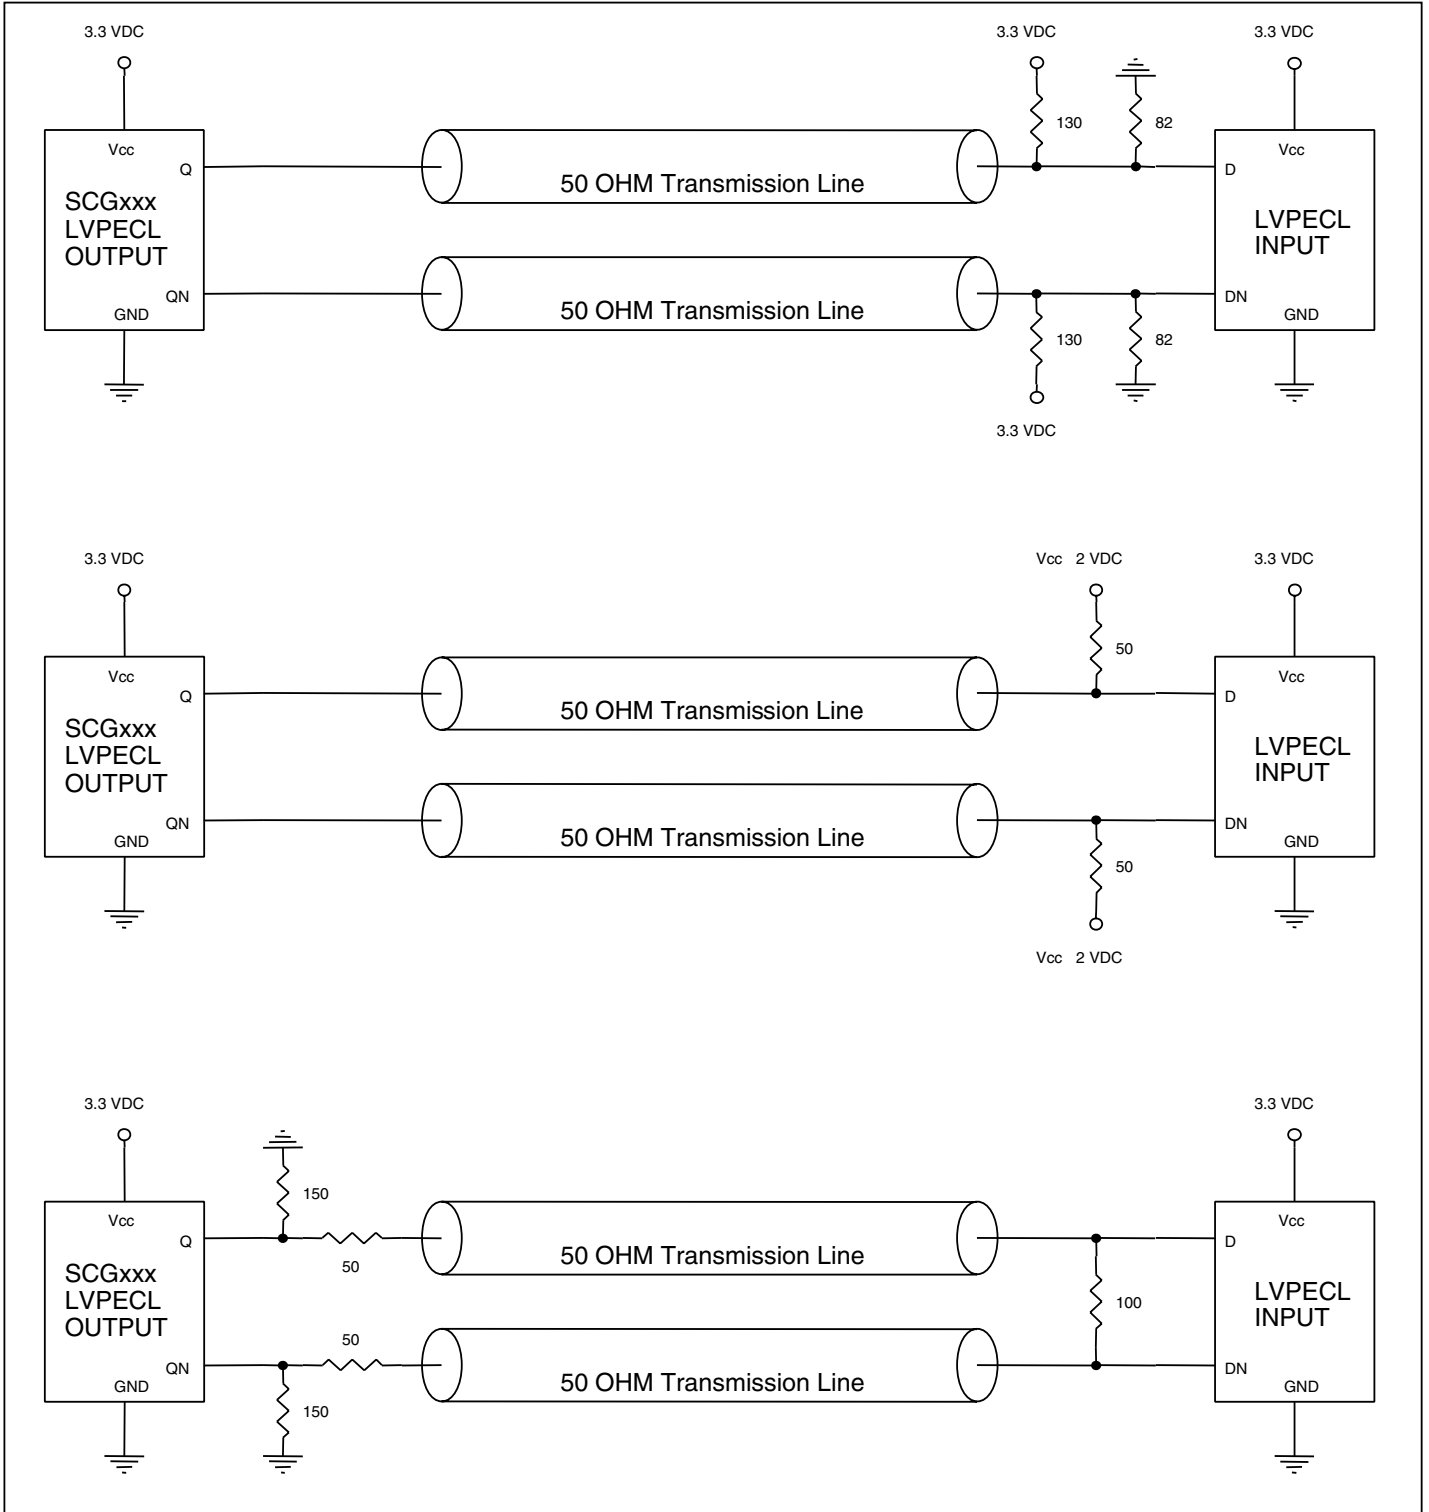 3.3 VDC
3.3 VDC
3.3 VDC
130
82
Vcc
Q
SCGxxx
LVPECL
OUTPUT
QN
GND
50 OHM Transmission Line
50 OHM Transmission Line
Vcc
D
LVPECL
INPUT
DN
GND
130
82
3.3 VDC
3.3 VDC
Vcc 2 VDC
3.3 VDC
50
Vcc
Q
SCGxxx
LVPECL
OUTPUT
QN
GND
50 OHM Transmission Line
50 OHM Transmission Line
Vcc
D
LVPECL
INPUT
DN
GND
50
Vcc 2 VDC
3.3 VDC
3.3 VDC
150
Vcc
Q
SCGxxx
LVPECL
OUTPUT
QN
GND
50
50
150
50 OHM Transmission Line
50 OHM Transmission Line
100
Vcc
D
LVPECL
INPUT
DN
GND